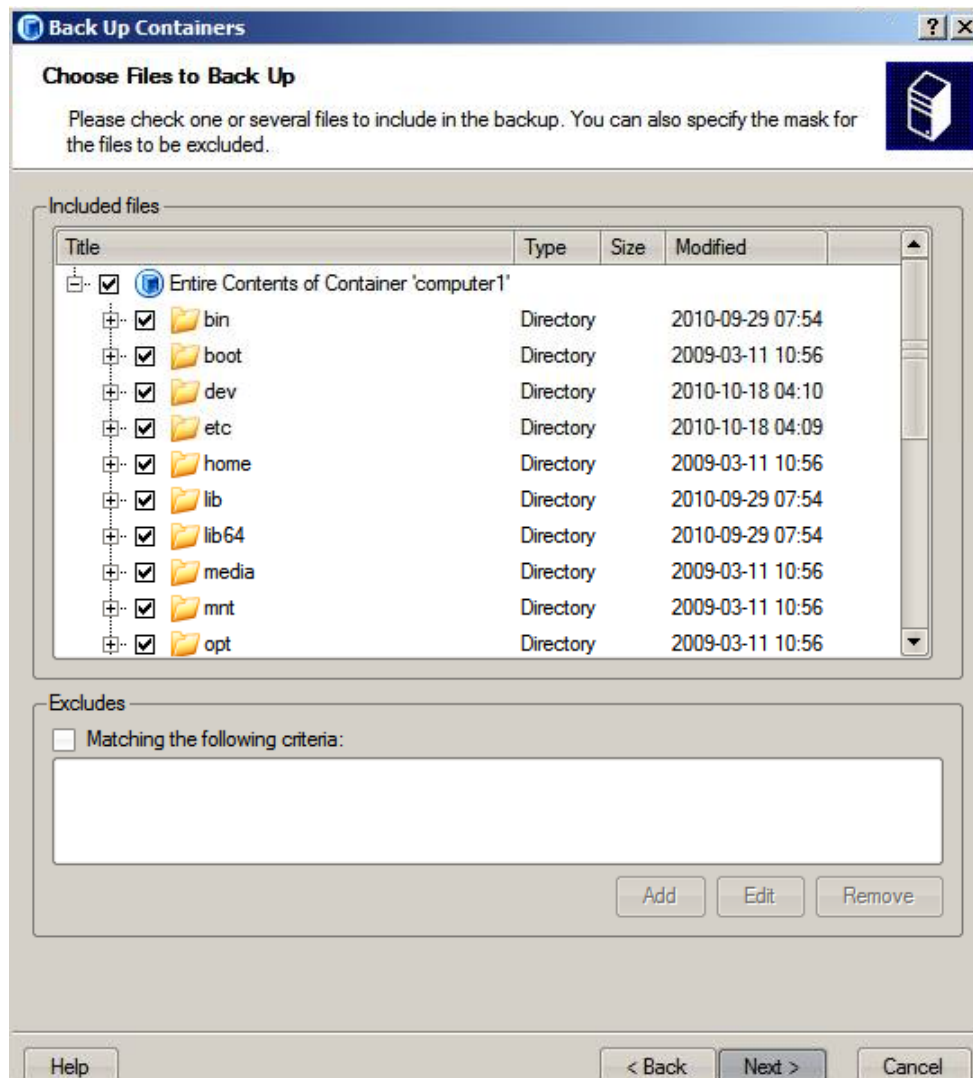 Back Up Containers
Choose Files to Back Up
Please check one or several files to include in the backup. You can also specify the mask for
the files to be excluded.
Included files
Title Type Size Modified
Entire Contents of Container 'computer1'
bin Directory 2010-09-29 07:54
boot Directory 2009-03-11 10:56
dev Directory 2010-10-18 04:10
etc Directory 2010-10-18 04:09
home Directory 2009-03-11 10:56
lib Directory 2010-09-29 07:54
lib64 Directory 2010-09-29 07:54
media Directory 2009-03-11 10:56
mnt Directory 2009-03-11 10:56
opt Directory 2009-03-11 10:56
Excludes
Matching the following criteria:
Add Edit Remove
Help < Back Next > Cancel